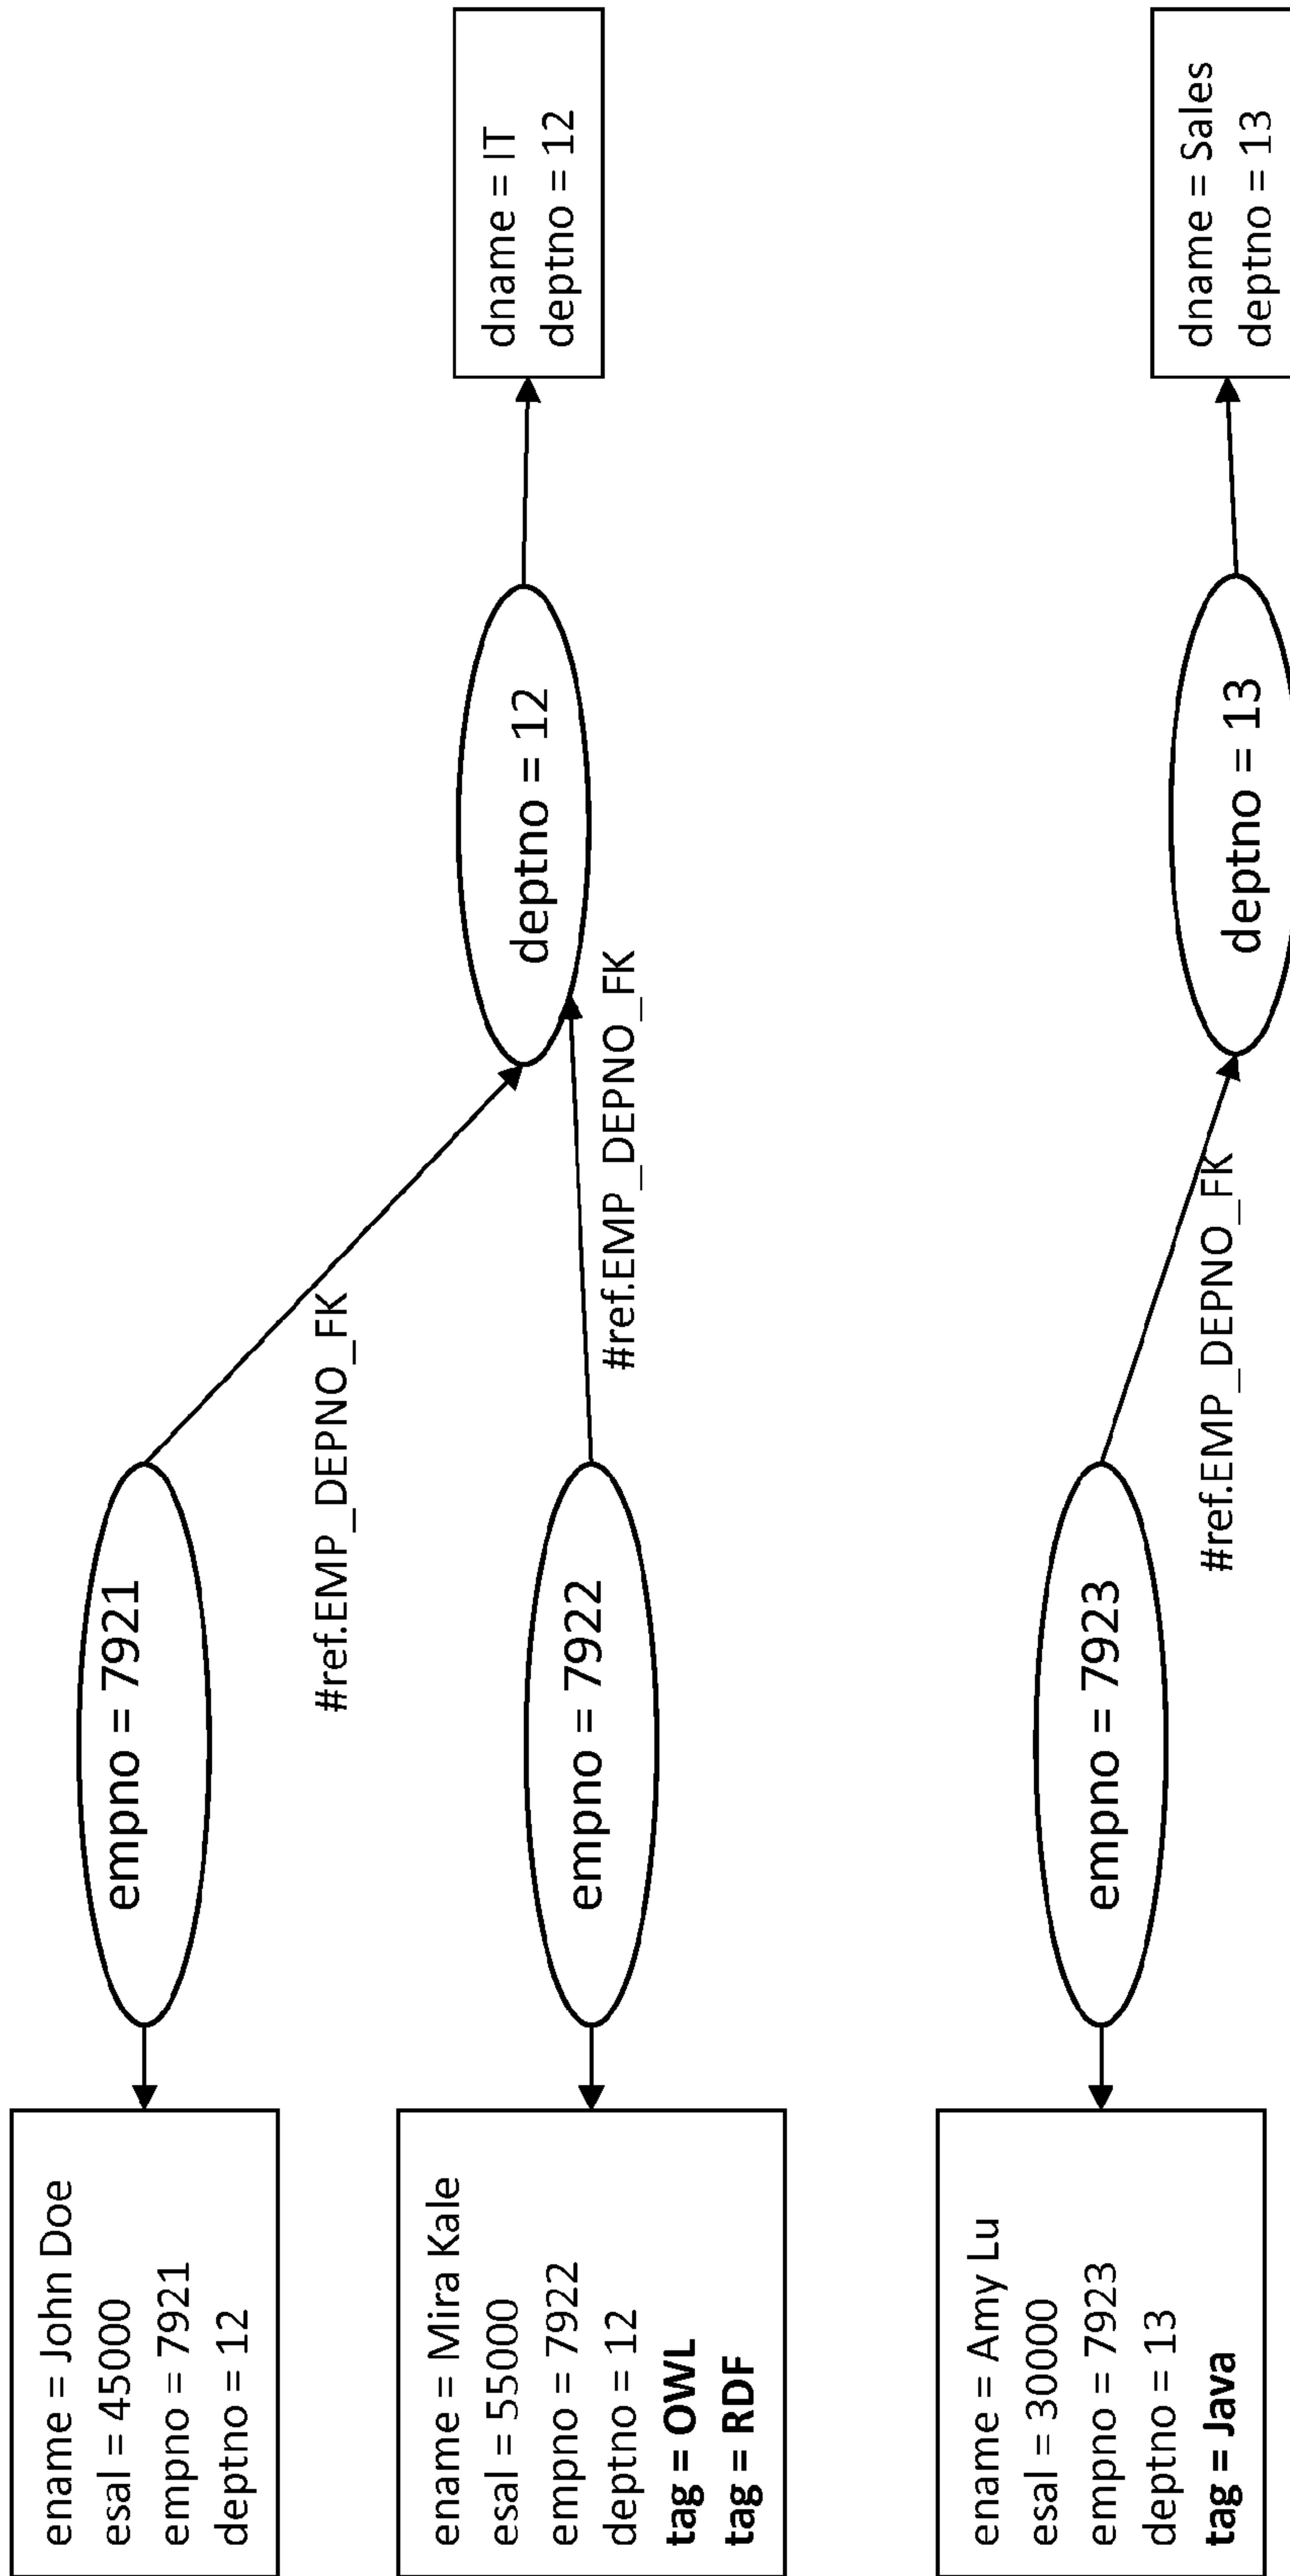 ename = John Doe
esal = 45000
empno = 7921
deptno = 12
empno = 7921
#ref.EMP_DEPNO_FK
ename = Mira Kale
esal = 55000
empno = 7922
deptno = 12
tag = OWL
tag = RDF
empno = 7922
#ref.EMP_DEPNO_FK
deptno = 12
dname = IT
deptno = 12
ename = Amy Lu
esal = 30000
empno = 7923
deptno = 13
tag = Java
empno = 7923
#ref.EMP_DEPNO_FK
deptno = 13
dname = Sales
deptno = 13